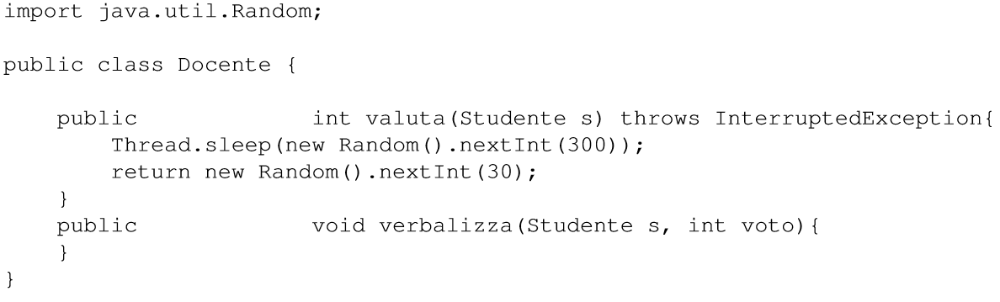 import java.util.Random;
public class Docente {
public int valuta(Studente s) throws InterruptedException{
Thread.sleep(new Random().nextInt(300));
return new Random().nextInt(30);
}
public void verbalizza(Studente s, int voto){
}
}